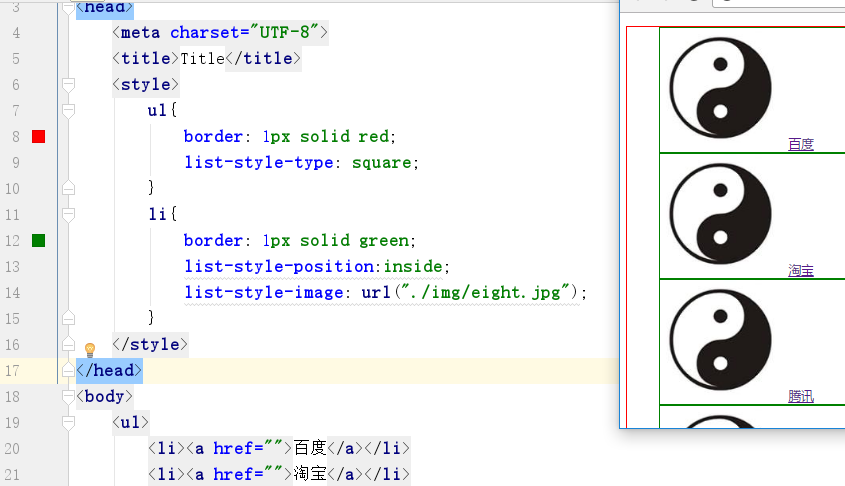 3 <head>
4 <meta charset="UTF-8">
5 <title>Title</title>
6 <style>
7 ul{
8 border: 1px solid red;
9 list-style-type: square;
10 }
11 li{
12 border: 1px solid green;
13 list-style-position:inside;
14 list-style-image: url("./img/eight.jpg");
15 }
16 </style>
17 </head>
18 <body>
19 <ul>
20 <li><a href="">百度</a></li>
21 <li><a href="">淘宝</a></li>
百度
淘宝
腾讯